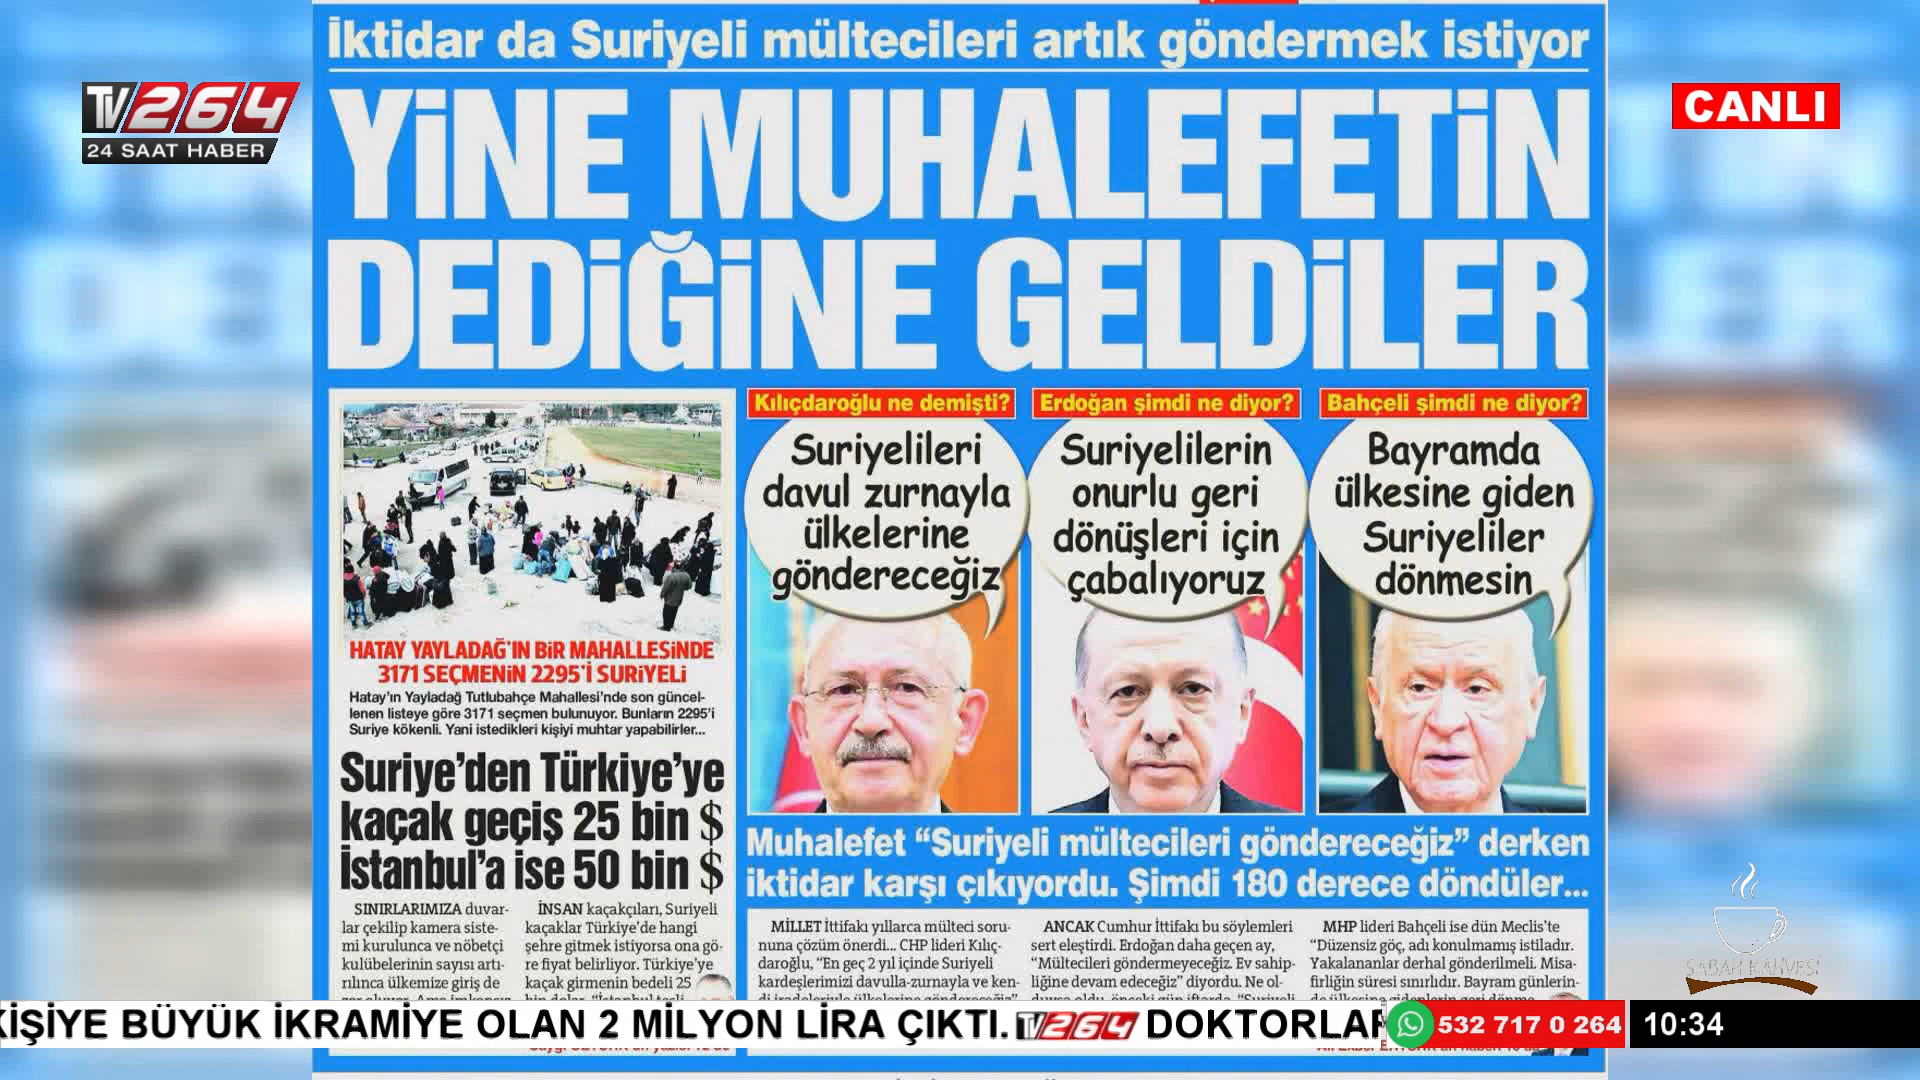 İktidar da Suriyeli mültecileri artık göndermek istiyor
TV264
24 SAAT HABER
CANLI
YİNE MUHALEFETİN
DEDİĞİNE GELDİLER
Kılıçdaroğlu ne demişti?
Suriyelileri
davul zurnayla
ülkelerine
göndereceğiz
Erdoğan şimdi ne diyor?
Suriyelilerin
onurlu geri
dönüşleri için
çabalıyoruz
Bahçeli şimdi ne diyor?
Bayramda
ülkesine giden
Suriyeliler
dönmesin
HATAY YAYLADAĞ'IN BİR MAHALLESİNDE
3171 SEÇMENİN 2295'İ SURİYELİ
Hatay'ın Yayladağ Tutlubahçe Mahallesi'nde son güncel-
lenen listeye göre 3171 seçmen bulunuyor. Bunların 2295'i
Suriye kökenli. Yani istedikleri kişiyi muhtar yapabilirler...
Suriye'den Türkiye'ye
kaçak geçiş 25 bin $
İstanbul'a ise 50 bin $
SINIRLARIMIZA duvar-
lar çekilip kamera siste-
mi kurulunca ve nöbetçi
kulübelerinin sayısı artı-
rılınca ülkemize giriş de
İNSAN kaçakçıları, Suriyeli
kaçaklar Türkiye'de hangi
şehre gitmek istiyorsa ona gö-
re fiyat belirliyor. Türkiye'ye
kaçak girmenin bedeli 25
Muhalefet “Suriyeli mültecileri göndereceğiz” derken
iktidar karşı çıkıyordu. Şimdi 180 derece döndüler...
MİLLET İttifakı yıllarca mülteci soru-
nuna çözüm önerdi... CHP lideri Kılıç-
daroğlu, “En geç 2 yıl içinde Suriyeli
kardeşlerimizi davulla-zurnayla ve ken-
ANCAK Cumhur İttifakı bu söylemleri
sert eleştirdi. Erdoğan daha geçen ay,
“Mültecileri göndermeyeceğiz. Ev sahip-
liğine devam edeceğiz” diyordu. Ne ol-
MHP lideri Bahçeli ise dün Meclis'te
“Düzensiz göç, adı konulmamış istiladır.
Yakalananlar derhal gönderilmeli. Misa-
firliğin süresi sınırlıdır. Bayram günlerin-
SABAH KAHVESİ
KİŞİYE BÜYÜK İKRAMİYE OLAN 2 MİLYON LİRA ÇIKTI. TV264 DOKTORLAR
532 717 0 264
10:34